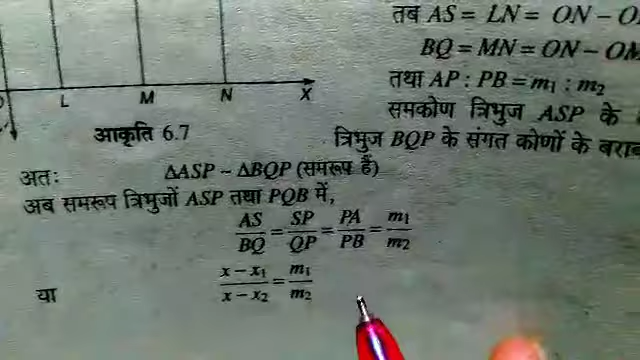 तब AS = LN = ON – O
BQ = MN = ON – OM
तथा AP : PB = m₁ : m₂
L M N X
समकोण त्रिभुज ASP के
आकृति 6.7
त्रिभुज BQP के संगत कोणों के बराब
अतः ΔASP ~ ΔBQP (समरूप हैं)
अब समरूप त्रिभुजों ASP तथा PQB में,
AS/BQ = SP/QP = PA/PB = m₁/m₂
या x – x₁/x – x₂ = m₁/m₂